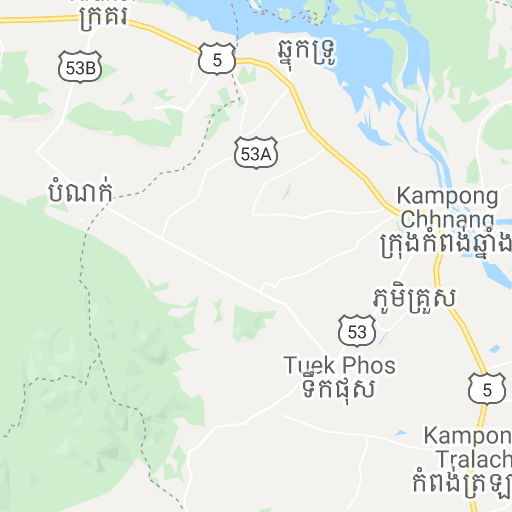 ក្រគរ
5
ឆ្នុកទ្រូ
53B
53A
បំណក់
Kampong
Chhnang
ក្រុងកំពង់ឆ្នាំង
ភូមិគ្រួស
53
Tuek Phos
ទឹកផុស
5
Kampon
Tralach
កំពង់ត្រឡ